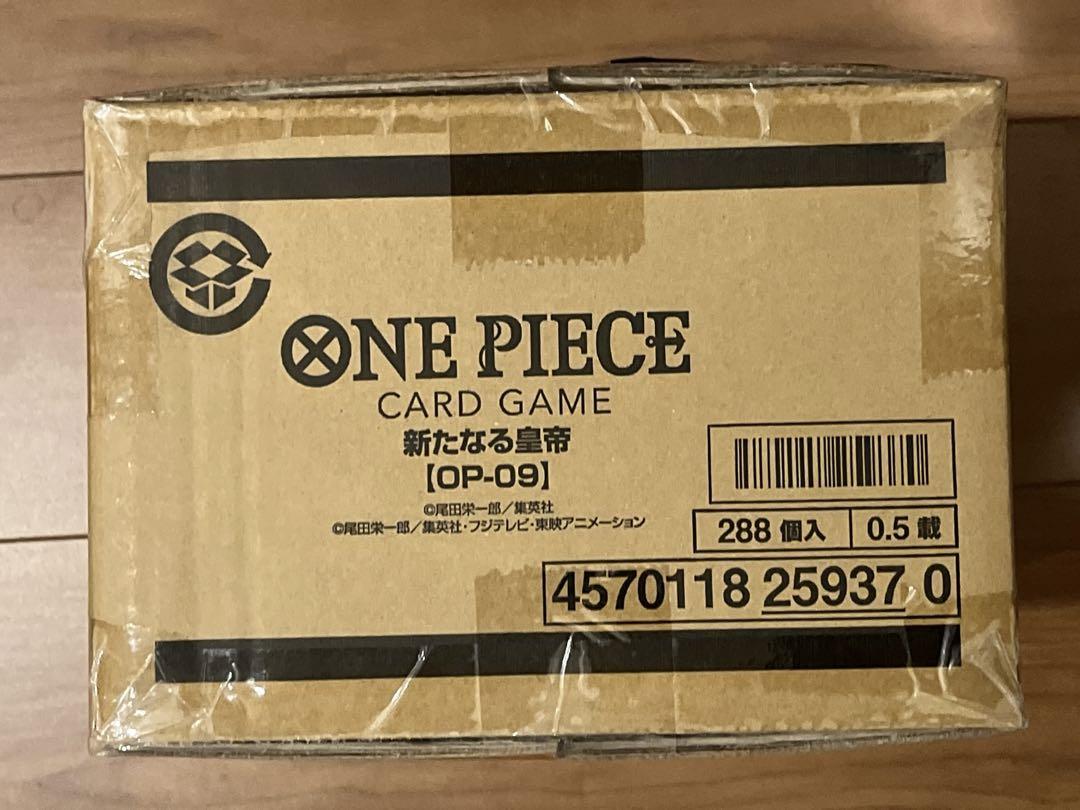 ONE PIECE
CARD GAME
新たなる皇帝
【OP-09】
©尾田栄一郎／集英社
©尾田栄一郎／集英社・フジテレビ・東映アニメーション
288 個入
0.5 載
4570118 25937 0